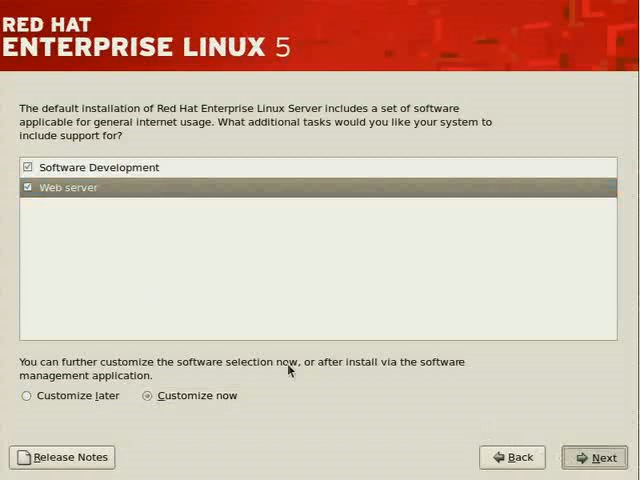 RED HAT
ENTERPRISE LINUX 5
The default installation of Red Hat Enterprise Linux Server includes a set of software
applicable for general internet usage. What additional tasks would you like your system to
include support for?
Software Development
Web server
You can further customize the software selection now, or after install via the software
management application.
Customize later
Customize now
Release Notes
Back
Next